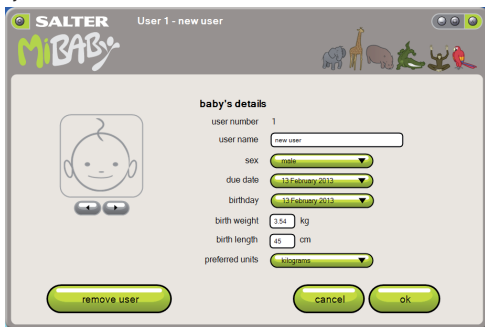 SALTER User 1 - new user
MiBABy
baby's details
user number 1
user name new user
sex male
due date 13 February 2013
birthday 13 February 2013
birth weight 3.54 kg
birth length 45 cm
preferred units kilograms
remove user cancel ok